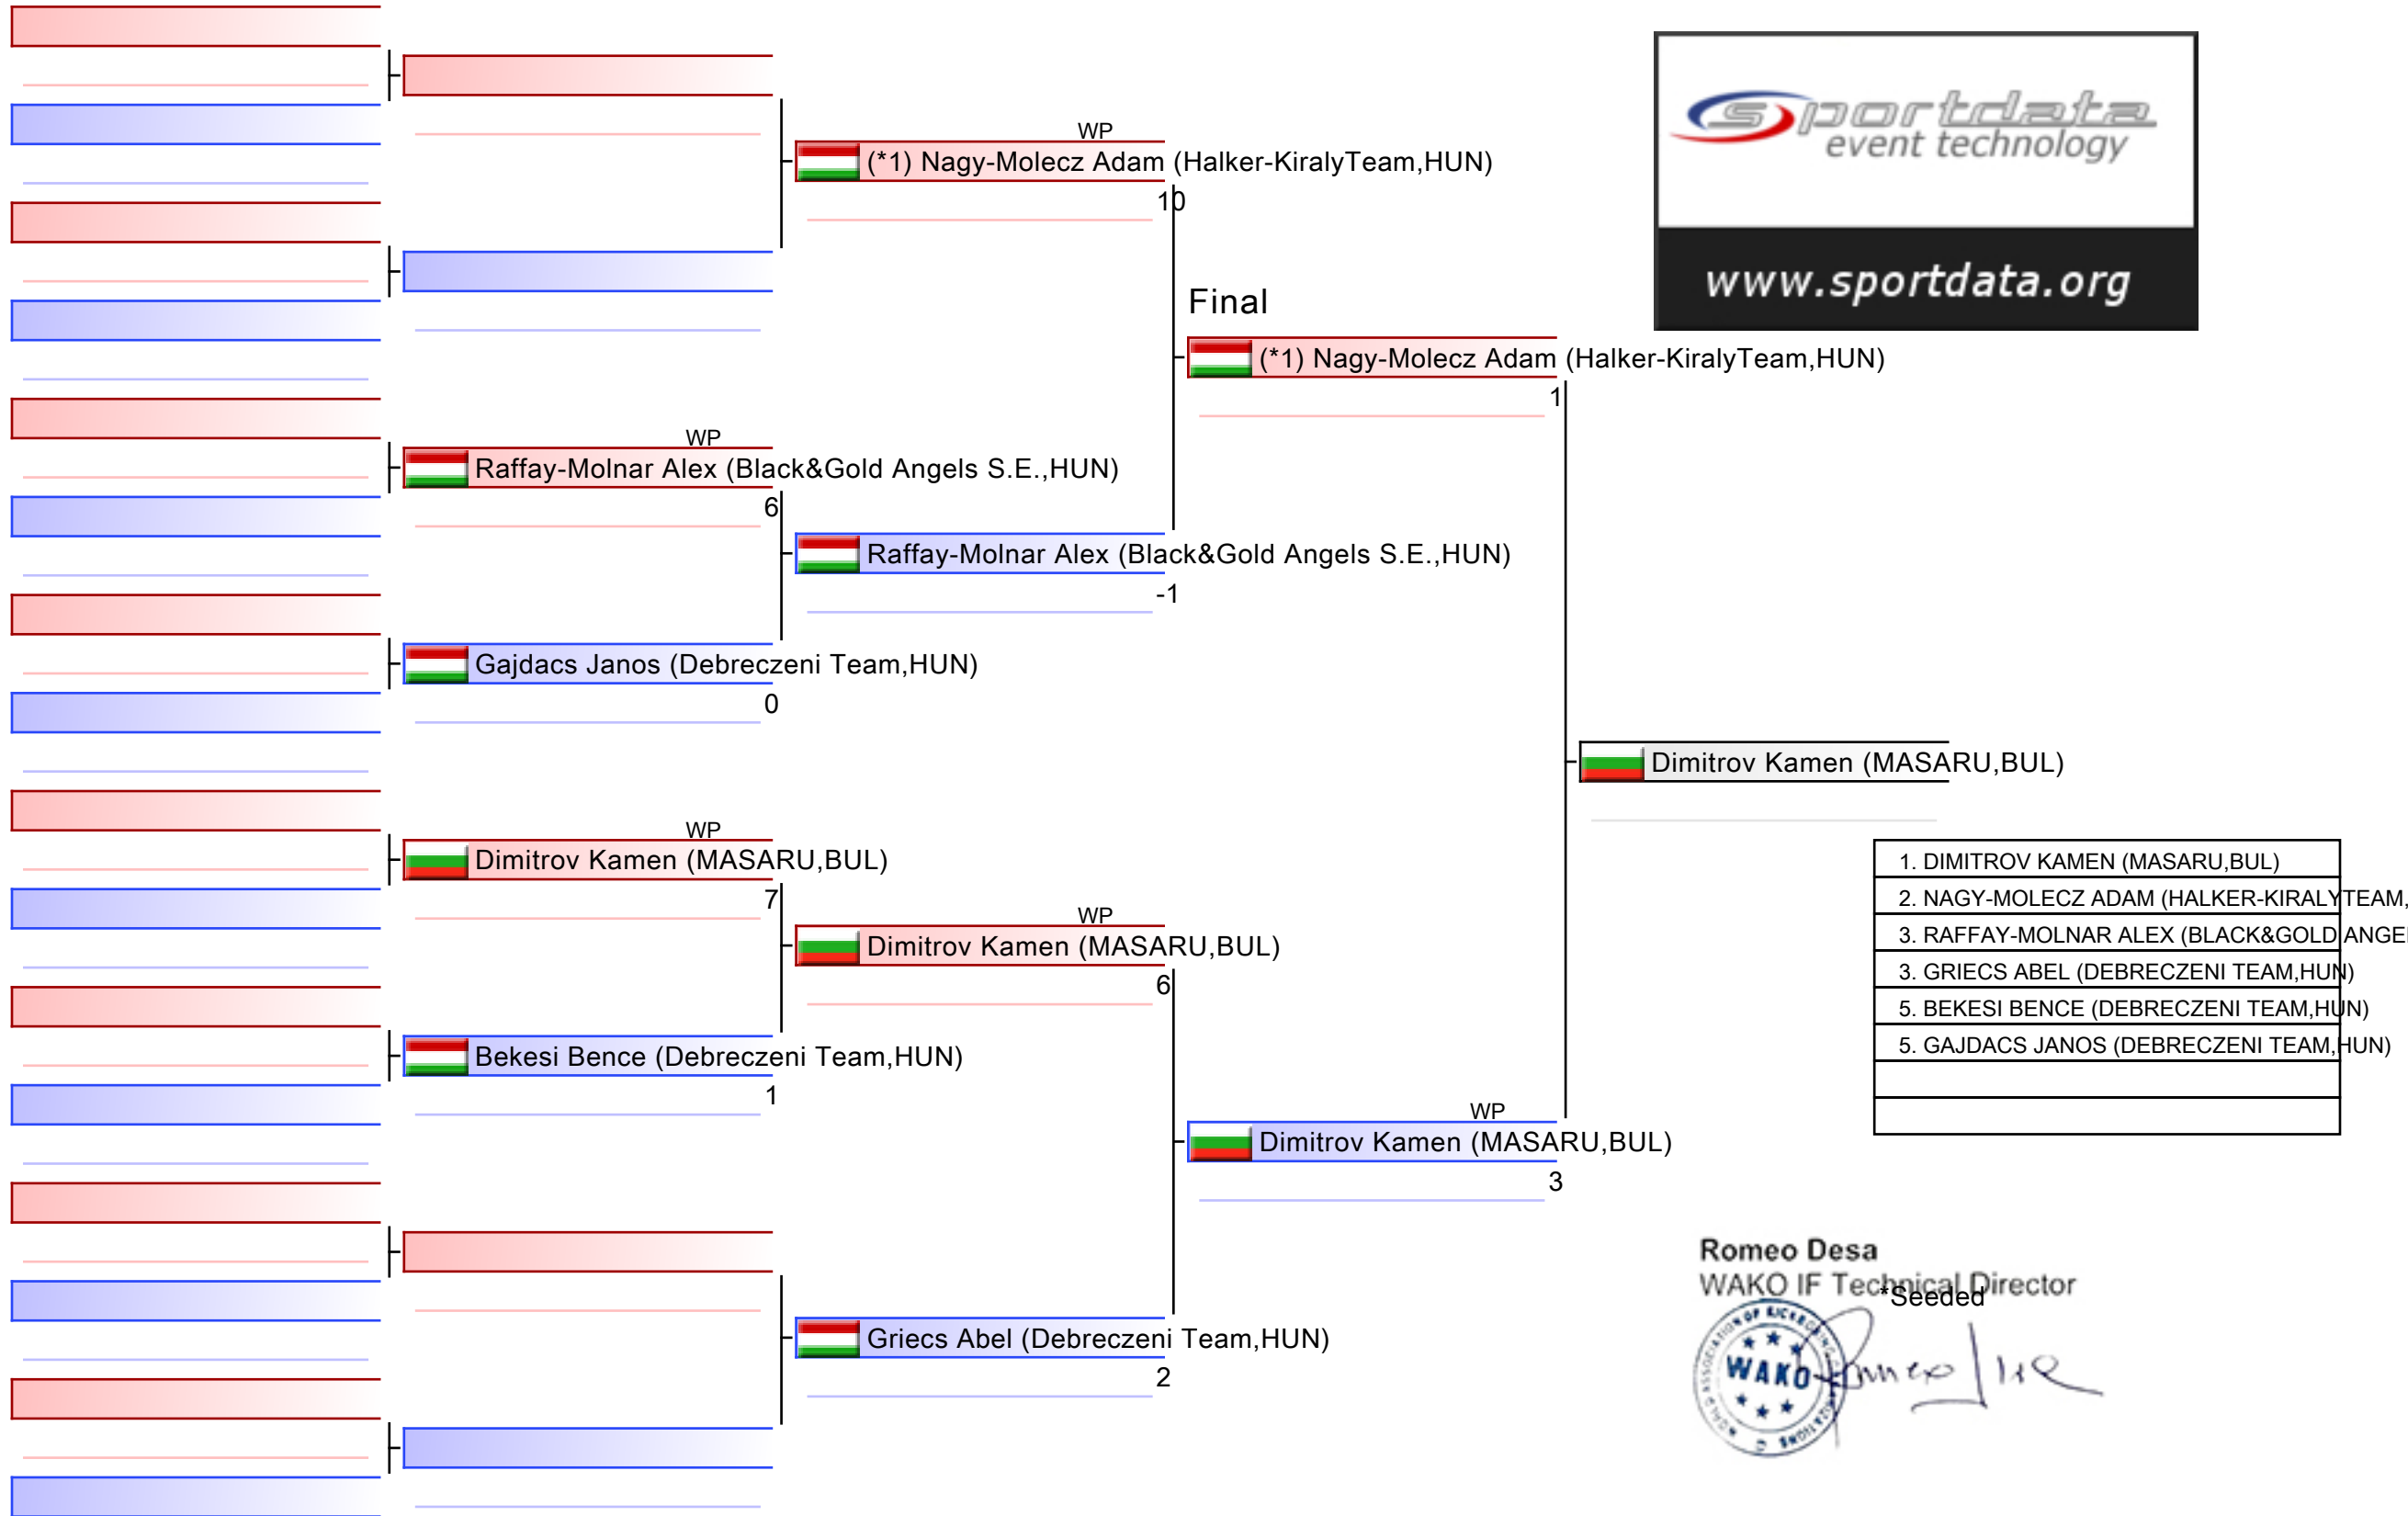 sportdata
event technology
www.sportdata.org
WP
(*1) Nagy-Molecz Adam (Halker-KiralyTeam,HUN)
10
Final
(*1) Nagy-Molecz Adam (Halker-KiralyTeam,HUN)
1
WP
Raffay-Molnar Alex (Black&Gold Angels S.E.,HUN)
6
Raffay-Molnar Alex (Black&Gold Angels S.E.,HUN)
-1
Gajdacs Janos (Debreczeni Team,HUN)
0
Dimitrov Kamen (MASARU,BUL)
WP
Dimitrov Kamen (MASARU,BUL)
7
WP
Dimitrov Kamen (MASARU,BUL)
6
Bekesi Bence (Debreczeni Team,HUN)
1
WP
Dimitrov Kamen (MASARU,BUL)
3
Griecs Abel (Debreczeni Team,HUN)
2
1. DIMITROV KAMEN (MASARU,BUL)
2. NAGY-MOLECZ ADAM (HALKER-KIRALYTEAM,
3. RAFFAY-MOLNAR ALEX (BLACK&GOLD ANGE
3. GRIECS ABEL (DEBRECZENI TEAM,HUN)
5. BEKESI BENCE (DEBRECZENI TEAM,HUN)
5. GAJDACS JANOS (DEBRECZENI TEAM,HUN)
Romeo Desa
WAKO IF Technical Director
*Seeded
WORLD ASSOCIATION OF KICKBOXING ORGANIZATIONS
WAKO